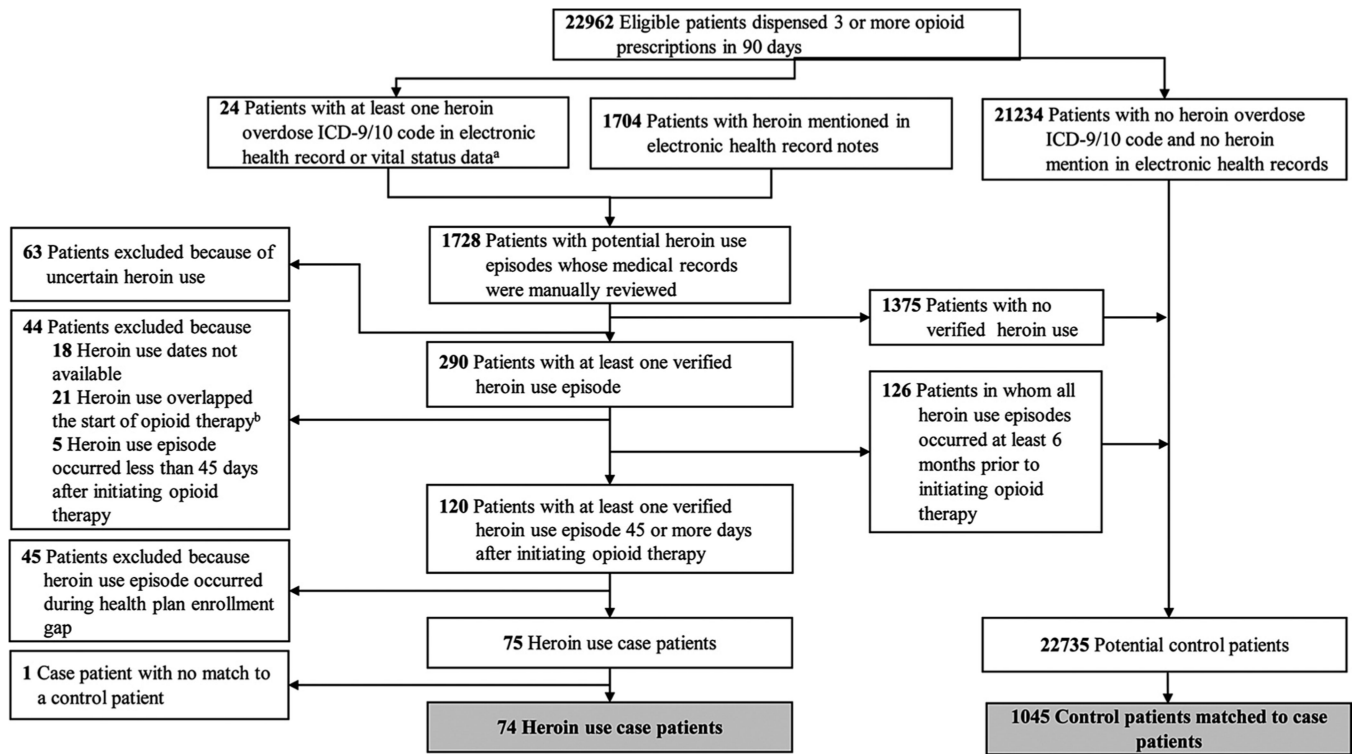 22962 Eligible patients dispensed 3 or more opioid
prescriptions in 90 days
24 Patients with at least one heroin
overdose ICD-9/10 code in electronic
health record or vital status dataᵃ
1704 Patients with heroin mentioned in
electronic health record notes
21234 Patients with no heroin overdose
ICD-9/10 code and no heroin
mention in electronic health records
1728 Patients with potential heroin use
episodes whose medical records
were manually reviewed
63 Patients excluded because of
uncertain heroin use
1375 Patients with no
verified heroin use
44 Patients excluded because
18 Heroin use dates not
available
21 Heroin use overlapped
the start of opioid therapyᵇ
5 Heroin use episode
occurred less than 45 days
after initiating opioid
therapy
290 Patients with at least one verified
heroin use episode
126 Patients in whom all
heroin use episodes
occurred at least 6
months prior to
initiating opioid
therapy
120 Patients with at least one verified
heroin use episode 45 or more days
after initiating opioid therapy
45 Patients excluded because
heroin use episode occurred
during health plan enrollment
gap
75 Heroin use case patients
22735 Potential control patients
1 Case patient with no match to
a control patient
74 Heroin use case patients
1045 Control patients matched to case
patients